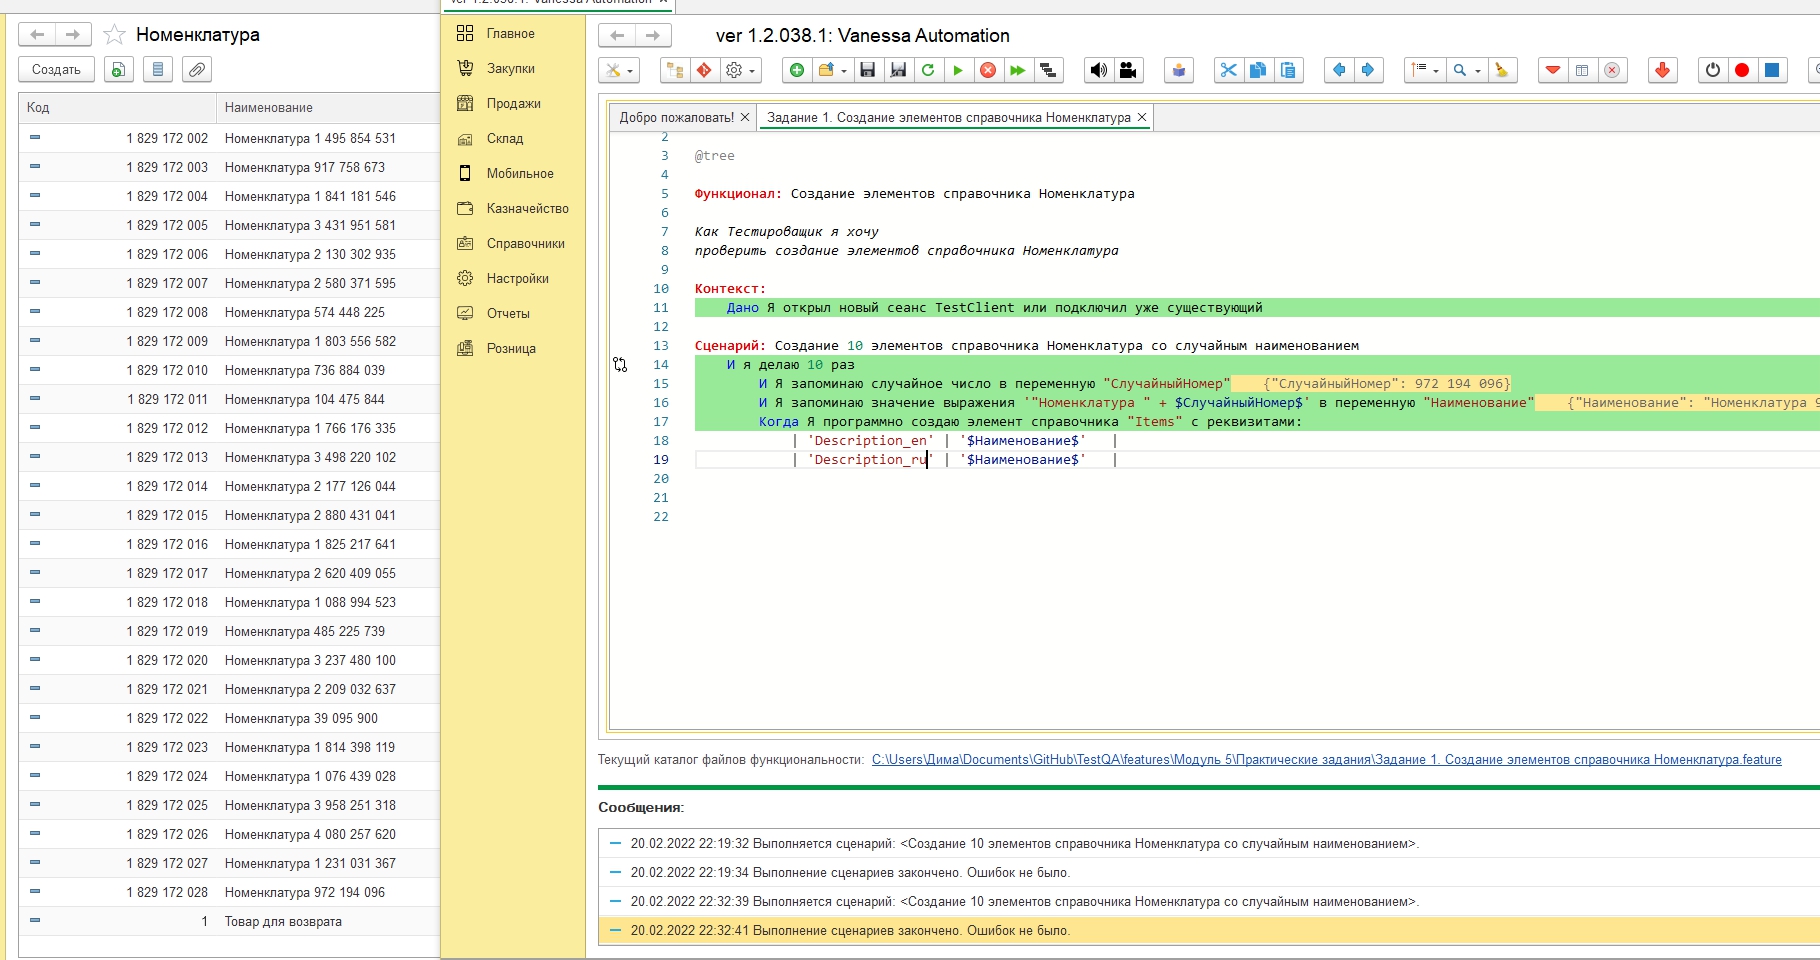 Номенклатура
Создать
Код Наименование
1 829 172 002 Номенклатура 1 495 854 531
1 829 172 003 Номенклатура 917 758 673
1 829 172 004 Номенклатура 1 841 181 546
1 829 172 005 Номенклатура 3 431 951 581
1 829 172 006 Номенклатура 2 130 302 935
1 829 172 007 Номенклатура 2 580 371 595
1 829 172 008 Номенклатура 574 448 225
1 829 172 009 Номенклатура 1 803 556 582
1 829 172 010 Номенклатура 736 884 039
1 829 172 011 Номенклатура 104 475 844
1 829 172 012 Номенклатура 1 766 176 335
1 829 172 013 Номенклатура 3 498 220 102
1 829 172 014 Номенклатура 2 177 126 044
1 829 172 015 Номенклатура 2 880 431 041
1 829 172 016 Номенклатура 1 825 217 641
1 829 172 017 Номенклатура 2 620 409 055
1 829 172 018 Номенклатура 1 088 994 523
1 829 172 019 Номенклатура 485 225 739
1 829 172 020 Номенклатура 3 237 480 100
1 829 172 021 Номенклатура 2 209 032 637
1 829 172 022 Номенклатура 39 095 900
1 829 172 023 Номенклатура 1 814 398 119
1 829 172 024 Номенклатура 1 076 439 028
1 829 172 025 Номенклатура 3 958 251 318
1 829 172 026 Номенклатура 4 080 257 620
1 829 172 027 Номенклатура 1 231 031 367
1 829 172 028 Номенклатура 972 194 096
1 Товар для возврата
Главное
Закупки
Продажи
Склад
Мобильное
Казначейство
Справочники
Настройки
Отчеты
Розница
ver 1.2.038.1: Vanessa Automation
Добро пожаловать! Задание 1. Создание элементов справочника Номенклатура
2
3 @tree
4
5 Функционал: Создание элементов справочника Номенклатура
6
7 Как Тестироващик я хочу
8 проверить создание элементов справочника Номенклатура
9
10 Контекст:
11 Дано Я открыл новый сеанс TestClient или подключил уже существующий
12
13 Сценарий: Создание 10 элементов справочника Номенклатура со случайным наименованием
14 И я делаю 10 раз
15 И Я запоминаю случайное число в переменную "СлучайныйНомер" {"СлучайныйНомер": 972 194 096}
16 И Я запоминаю значение выражения '"Номенклатура " + $СлучайныйНомер$' в переменную "Наименование" {"Наименование": "Номенклатура 9
17 Когда Я программно создаю элемент справочника "Items" с реквизитами:
18 | 'Description_en' | '$Наименование$' |
19 | 'Description_ru' | '$Наименование$' |
20
21
22
Текущий каталог файлов функциональности: C:\Users\Дима\Documents\GitHub\TestQA\features\Модуль 5\Практические задания\Задание 1. Создание элементов справочника Номенклатура.feature
Сообщения:
20.02.2022 22:19:32 Выполняется сценарий: <Создание 10 элементов справочника Номенклатура со случайным наименованием>.
20.02.2022 22:19:34 Выполнение сценариев закончено. Ошибок не было.
20.02.2022 22:32:39 Выполняется сценарий: <Создание 10 элементов справочника Номенклатура со случайным наименованием>.
20.02.2022 22:32:41 Выполнение сценариев закончено. Ошибок не было.